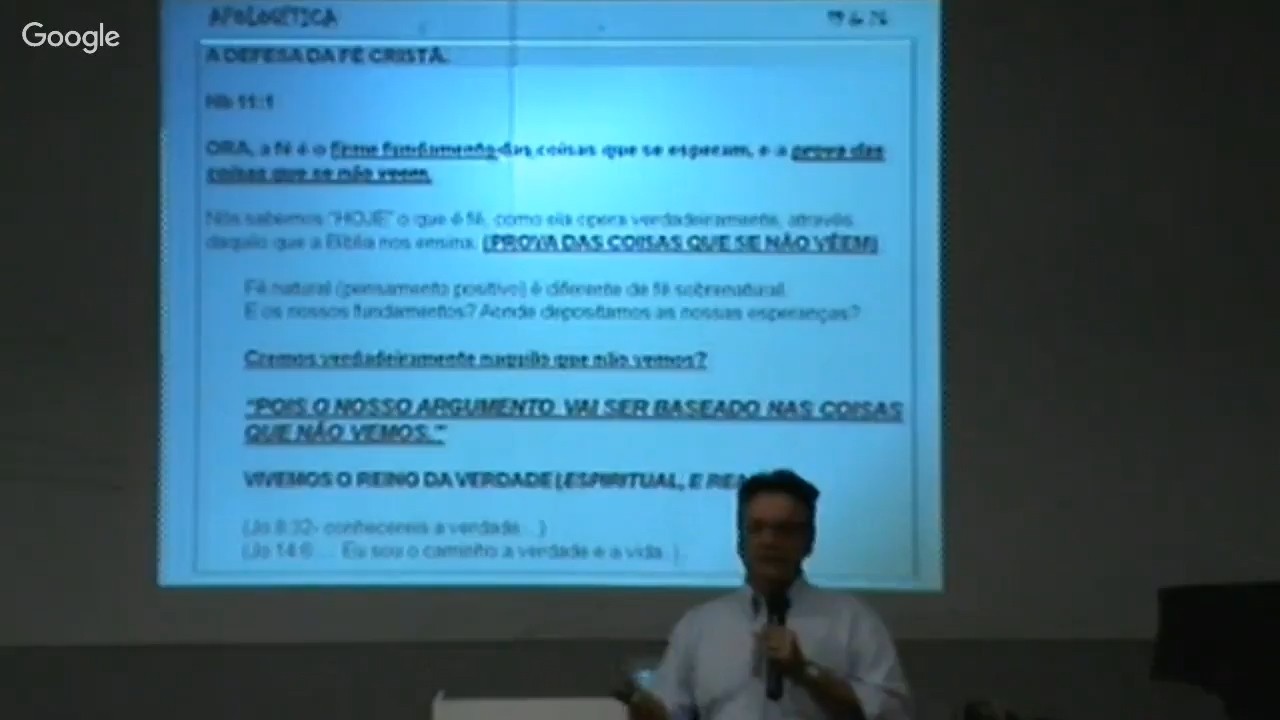 Google
APOLOGÉTICA
A DEFESA DA FÉ CRISTÃ.
Hb 11:1
ORA, a fé é o firme fundamento das coisas que se esperam, e a prova das
coisas que se não veem.
Nós sabemos "HOJE" o que é fé, como ela opera verdadeiramente, através
daquilo que a Bíblia nos ensina. (PROVA DAS COISAS QUE SE NÃO VÊEM)
Fé natural (pensamento positivo) é diferente de fé sobrenatural.
E os nossos fundamentos? Aonde depositamos as nossas esperanças?
Cremos verdadeiramente naquilo que não vemos?
"POIS O NOSSO ARGUMENTO VAI SER BASEADO NAS COISAS
QUE NÃO VEMOS."
VIVEMOS O REINO DA VERDADE (ESPIRITUAL, E REA
(Jo 8:32- conhecereis a verdade...)
(Jo 14:6 ... Eu sou o caminho a verdade e a vida..).